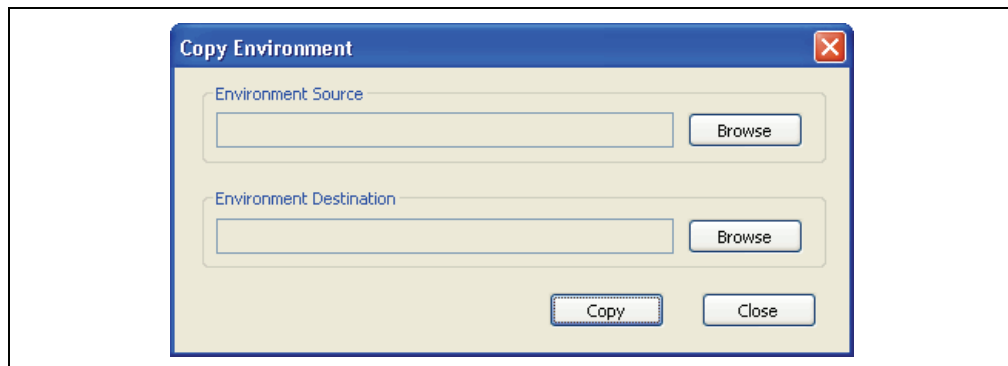 Copy Environment
Environment Source
Browse
Environment Destination
Browse
Copy Close